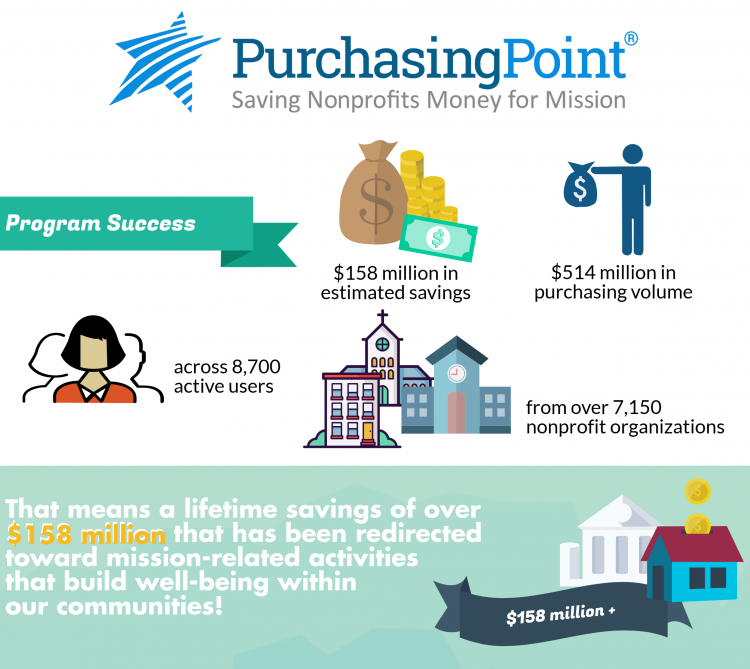 PurchasingPoint®
Saving Nonprofits Money for Mission
Program Success
$
$
$
$158 million in
estimated savings
$514 million in
purchasing volume
across 8,700
active users
from over 7,150
nonprofit organizations
That means a lifetime savings of over
$158 million that has been redirected
toward mission-related activities
that build well-being within
our communities!
$
$
$158 million +